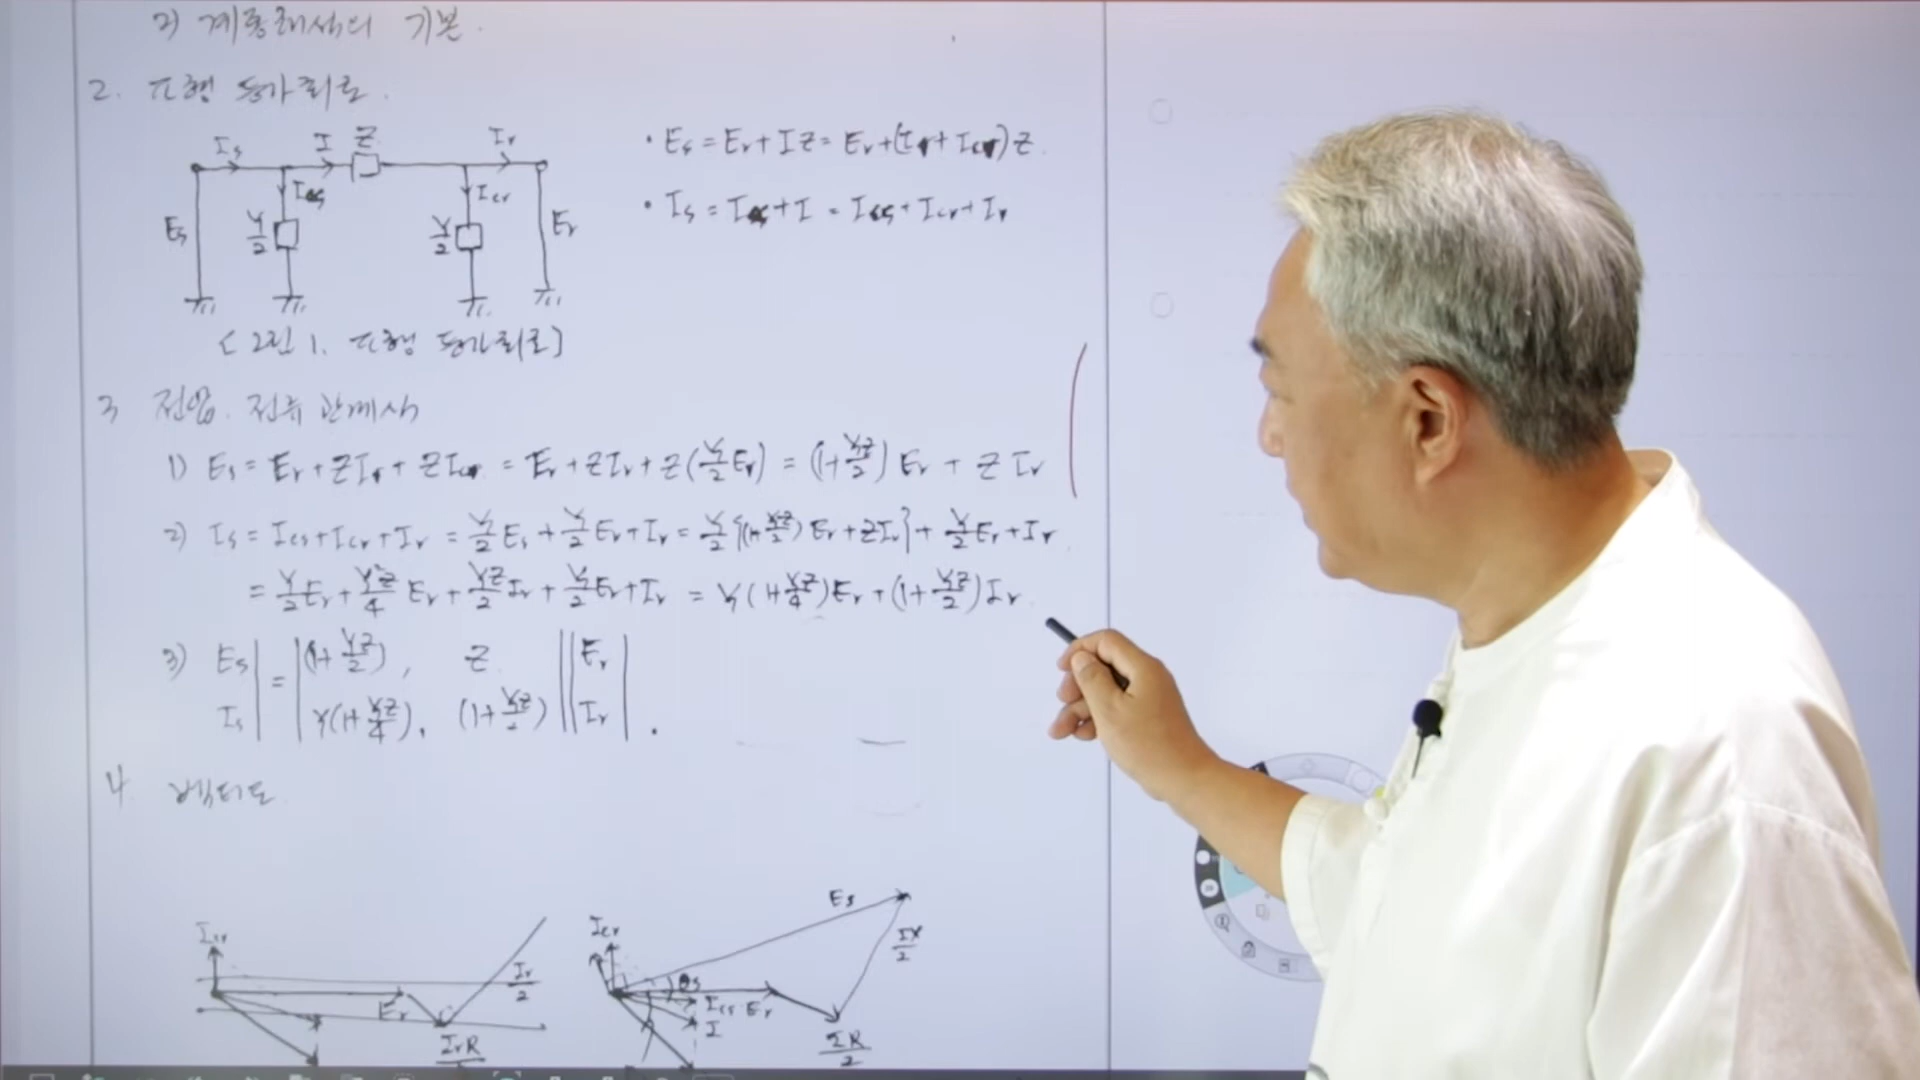 2) 계통해석의 기본.
2. π형 등가회로.
Is I Z Ir
Ics Icr
Es Y/2 Y/2 Er
[그림 1. π형 등가회로]
· Es = Er + IZ = Er + (Ir + Icr)Z
· Is = Ics + I = Ics + Icr + Ir
3 전압. 전류 관계식
1) Es = Er + ZIr + ZIcr = Er + ZIr + Z(Y/2 Er) = (1+YZ/2) Er + Z Ir
2) Is = Ics + Icr + Ir = Y/2 Es + Y/2 Er + Ir = Y/2 {(1+YZ/2) Er + ZIr} + Y/2 Er + Ir
= Y/2 Er + Y²Z/4 Er + YZ/2 Ir + Y/2 Er + Ir = Y(1+YZ/4)Er + (1+YZ/2)Ir
3) |Es| = |(1+YZ/2), Z| |Er|
|Is| |Y(1+YZ/4), (1+YZ/2)| |Ir| .
4. 벡터도
Icr
Er
Ir/2
IrR
Icr
Es
IX/2
θs
Ics Er
I
IR/2